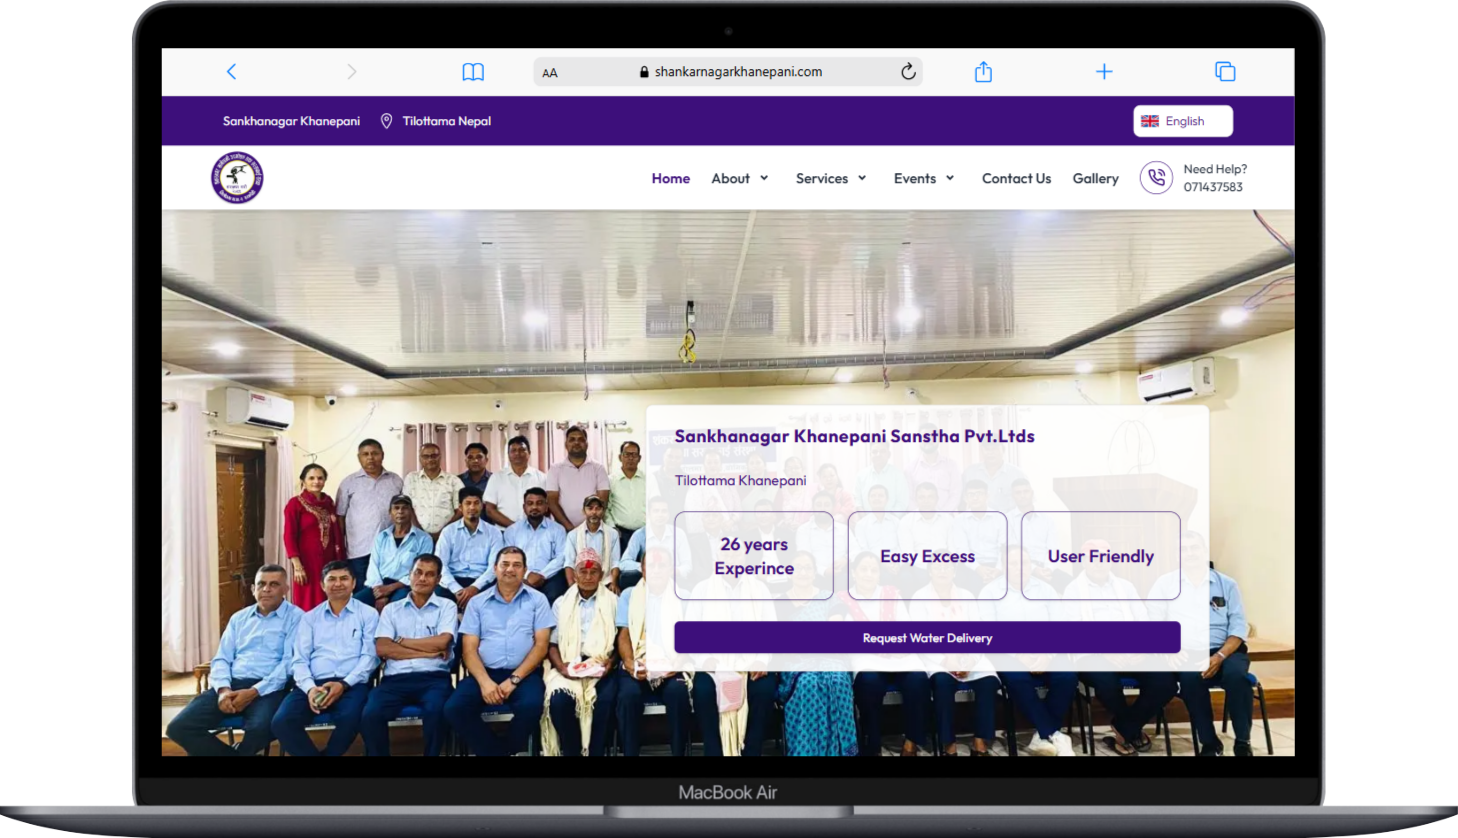 AA
shankarnagarkhanepani.com
Sankhanagar Khanepani
Tilottama Nepal
English
Home
About
Services
Events
Contact Us
Gallery
Need Help?
071437583
Sankhanagar Khanepani Sanstha Pvt.Ltds
Tilottama Khanepani
26 years
Experince
Easy Excess
User Friendly
Request Water Delivery
MacBook Air